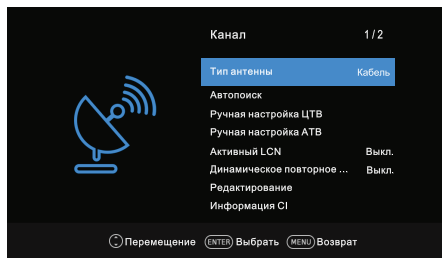 Канал 1/2
Тип антенны Кабель
Автопоиск
Ручная настройка ЦТВ
Ручная настройка АТВ
Активный LCN Выкл.
Динамическое повторное ... Выкл.
Редактирование
Информация CI
Перемещение ENTER Выбрать MENU Возврат